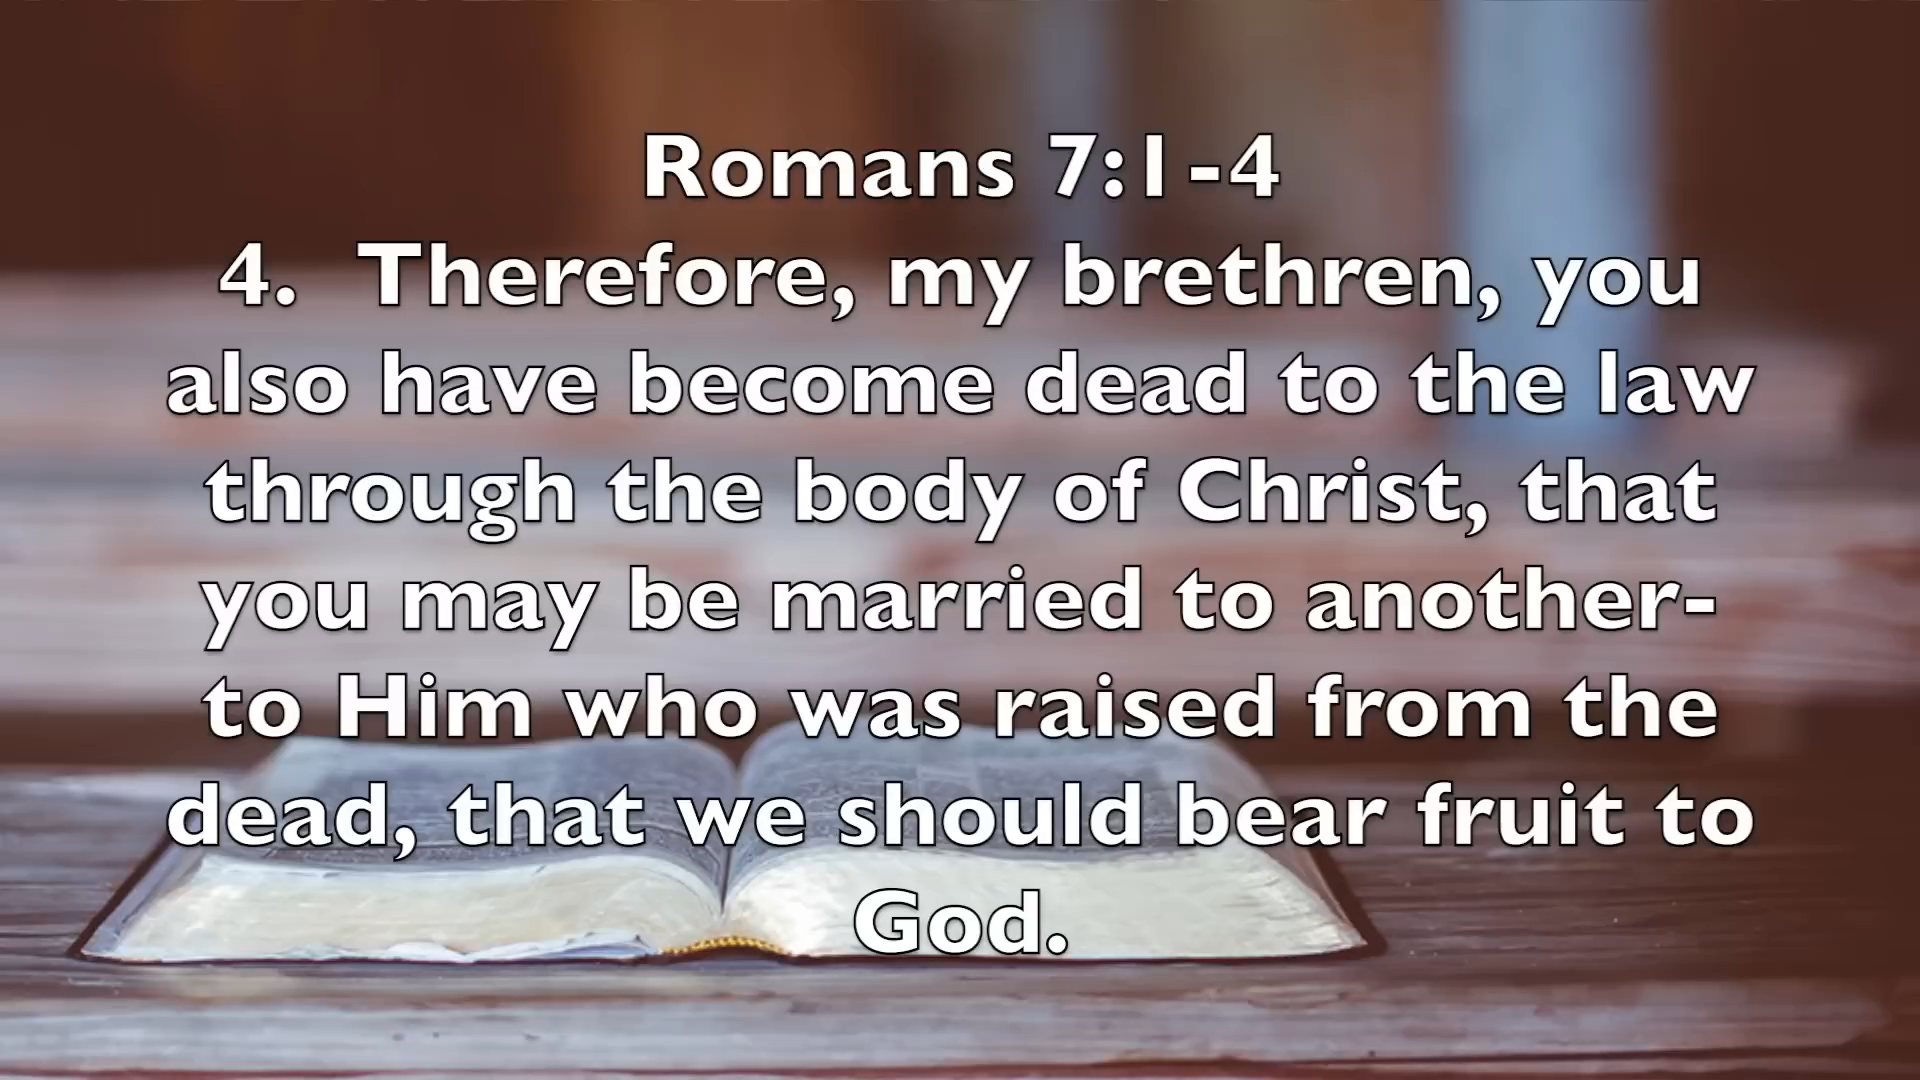 Romans 7:1-4
4.  Therefore, my brethren, you
also have become dead to the law
through the body of Christ, that
you may be married to another-
to Him who was raised from the
dead, that we should bear fruit to
God.